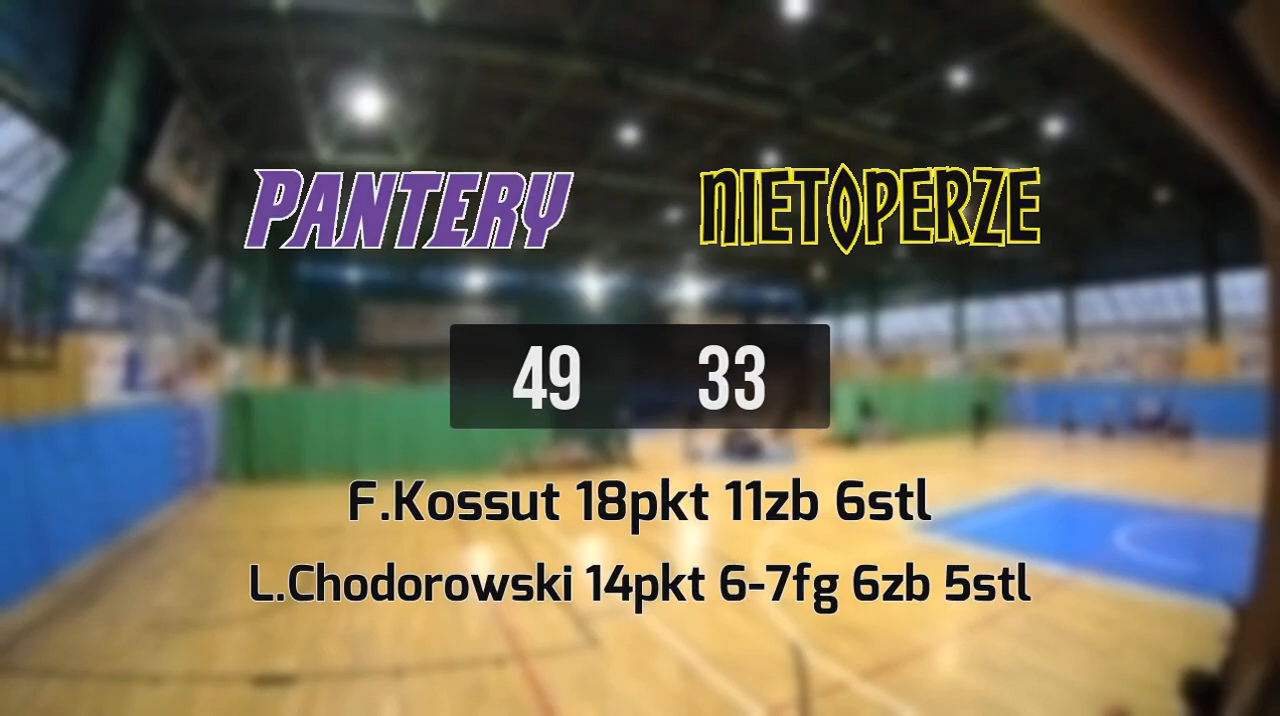 PANTERY NIETOPERZE
49 33
F.Kossut 18pkt 11zb 6stl
L.Chodorowski 14pkt 6-7fg 6zb 5stl